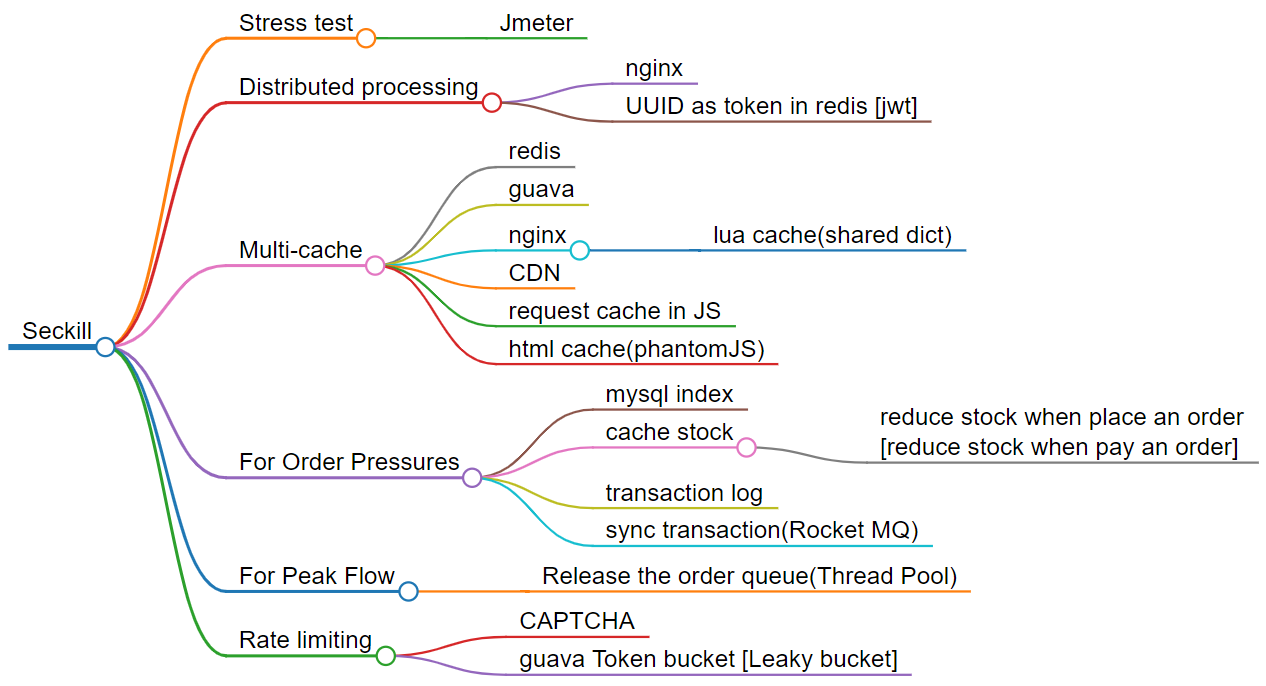 Stress test
Jmeter
Distributed processing
nginx
UUID as token in redis [jwt]
Seckill
Multi-cache
redis
guava
nginx
lua cache(shared dict)
CDN
request cache in JS
html cache(phantomJS)
For Order Pressures
mysql index
cache stock
reduce stock when place an order
[reduce stock when pay an order]
transaction log
sync transaction(Rocket MQ)
For Peak Flow
Release the order queue(Thread Pool)
Rate limiting
CAPTCHA
guava Token bucket [Leaky bucket]